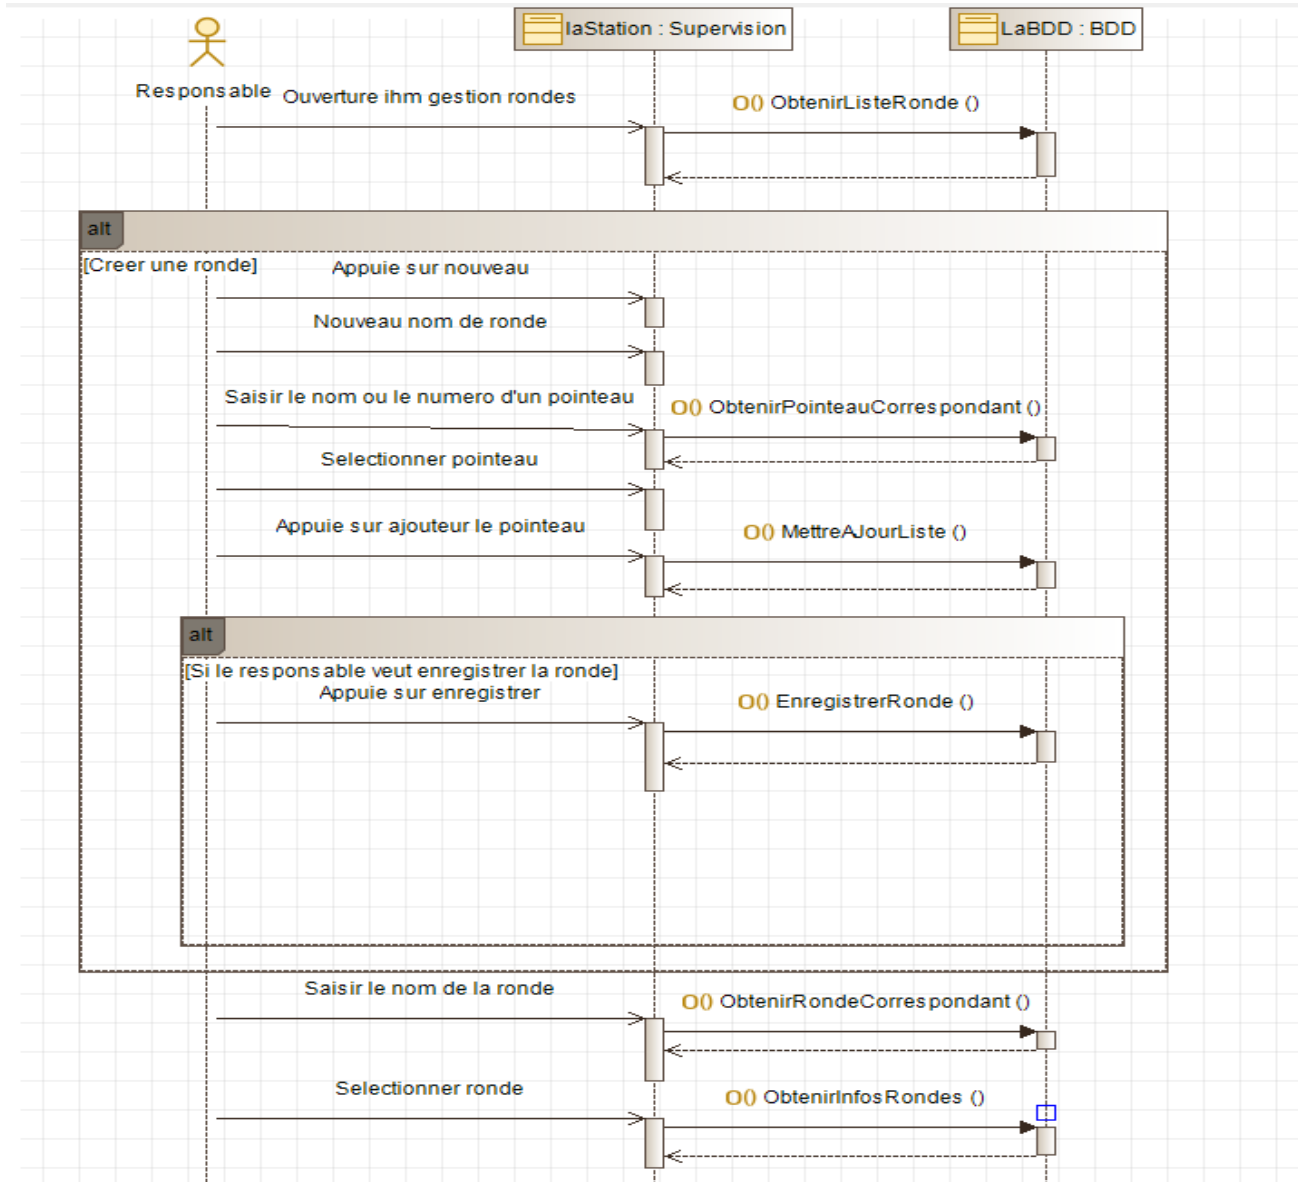 laStation : Supervision
LaBDD : BDD
Responsable
Ouverture ihm gestion rondes
O() ObtenirListeRonde ()
alt
[Creer une ronde]
Appuie sur nouveau
Nouveau nom de ronde
Saisir le nom ou le numero d'un pointeau
O() ObtenirPointeauCorrespondant ()
Selectionner pointeau
Appuie sur ajouteur le pointeau
O() MettreAJourListe ()
alt
[Si le responsable veut enregistrer la ronde]
Appuie sur enregistrer
O() EnregistrerRonde ()
Saisir le nom de la ronde
O() ObtenirRondeCorrespondant ()
Selectionner ronde
O() ObtenirInfosRondes ()